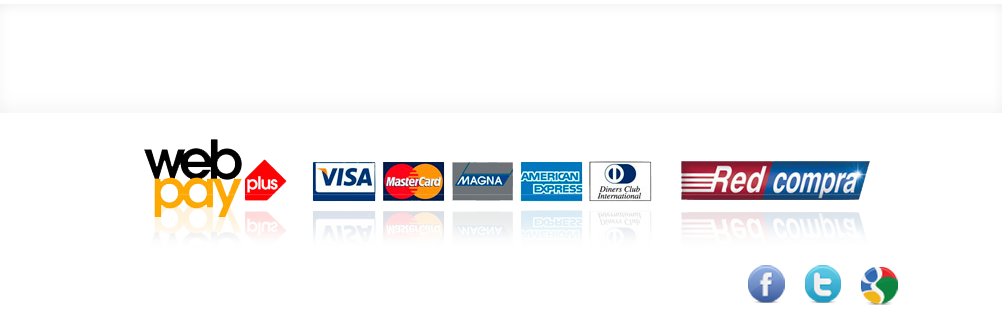 web
pay plus
VISA
MasterCard
MAGNA
AMERICAN
EXPRESS
Diners Club
International
Red compra
f
t
g